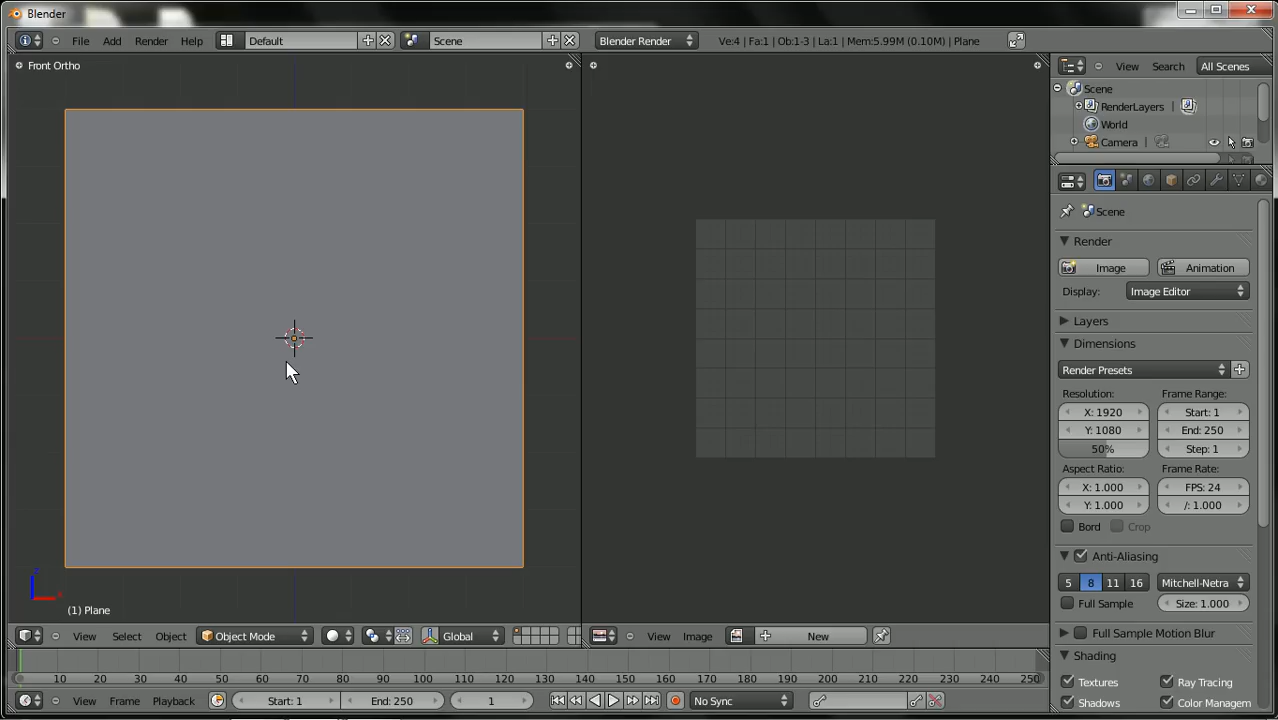 Blender
File Add Render Help Default Scene Blender Render Ve:4 | Fa:1 | Ob:1-3 | La:1 | Mem:5.99M (0.10M) | Plane
Front Ortho
View Search All Scenes
Scene
RenderLayers
World
Camera
Scene
Render
Image Animation
Display: Image Editor
Layers
Dimensions
Render Presets
Resolution: Frame Range:
X: 1920 Start: 1
Y: 1080 End: 250
50% Step: 1
Aspect Ratio: Frame Rate:
X: 1.000 FPS: 24
Y: 1.000 /: 1.000
Bord Crop
Anti-Aliasing
5 8 11 16 Mitchell-Netra
Full Sample Size: 1.000
Full Sample Motion Blur
Shading
Textures Ray Tracing
Shadows Color Managem
z
x
(1) Plane
View Select Object Object Mode Global
View Image New
10 20 30 40 50 60 70 80 90 100 110 120 130 140 150 160 170 180 190 200 210 220 230 240 250
View Frame Playback Start: 1 End: 250 1 No Sync